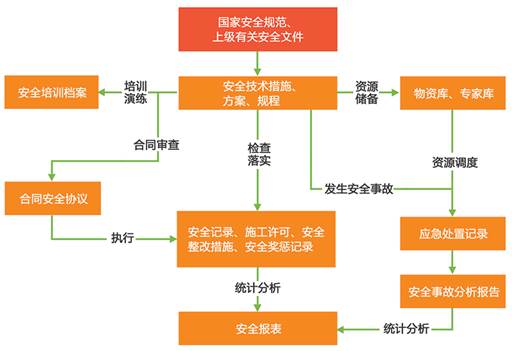 国家安全规范、
上级有关安全文件
安全培训档案
培训
演练
安全技术措施、
方案、规程
资源
储备
物资库、专家库
合同审查
检查
落实
资源调度
合同安全协议
发生安全事故
执行
安全记录、施工许可、安全
整改措施、安全奖惩记录
应急处置记录
统计分析
安全事故分析报告
安全报表
统计分析